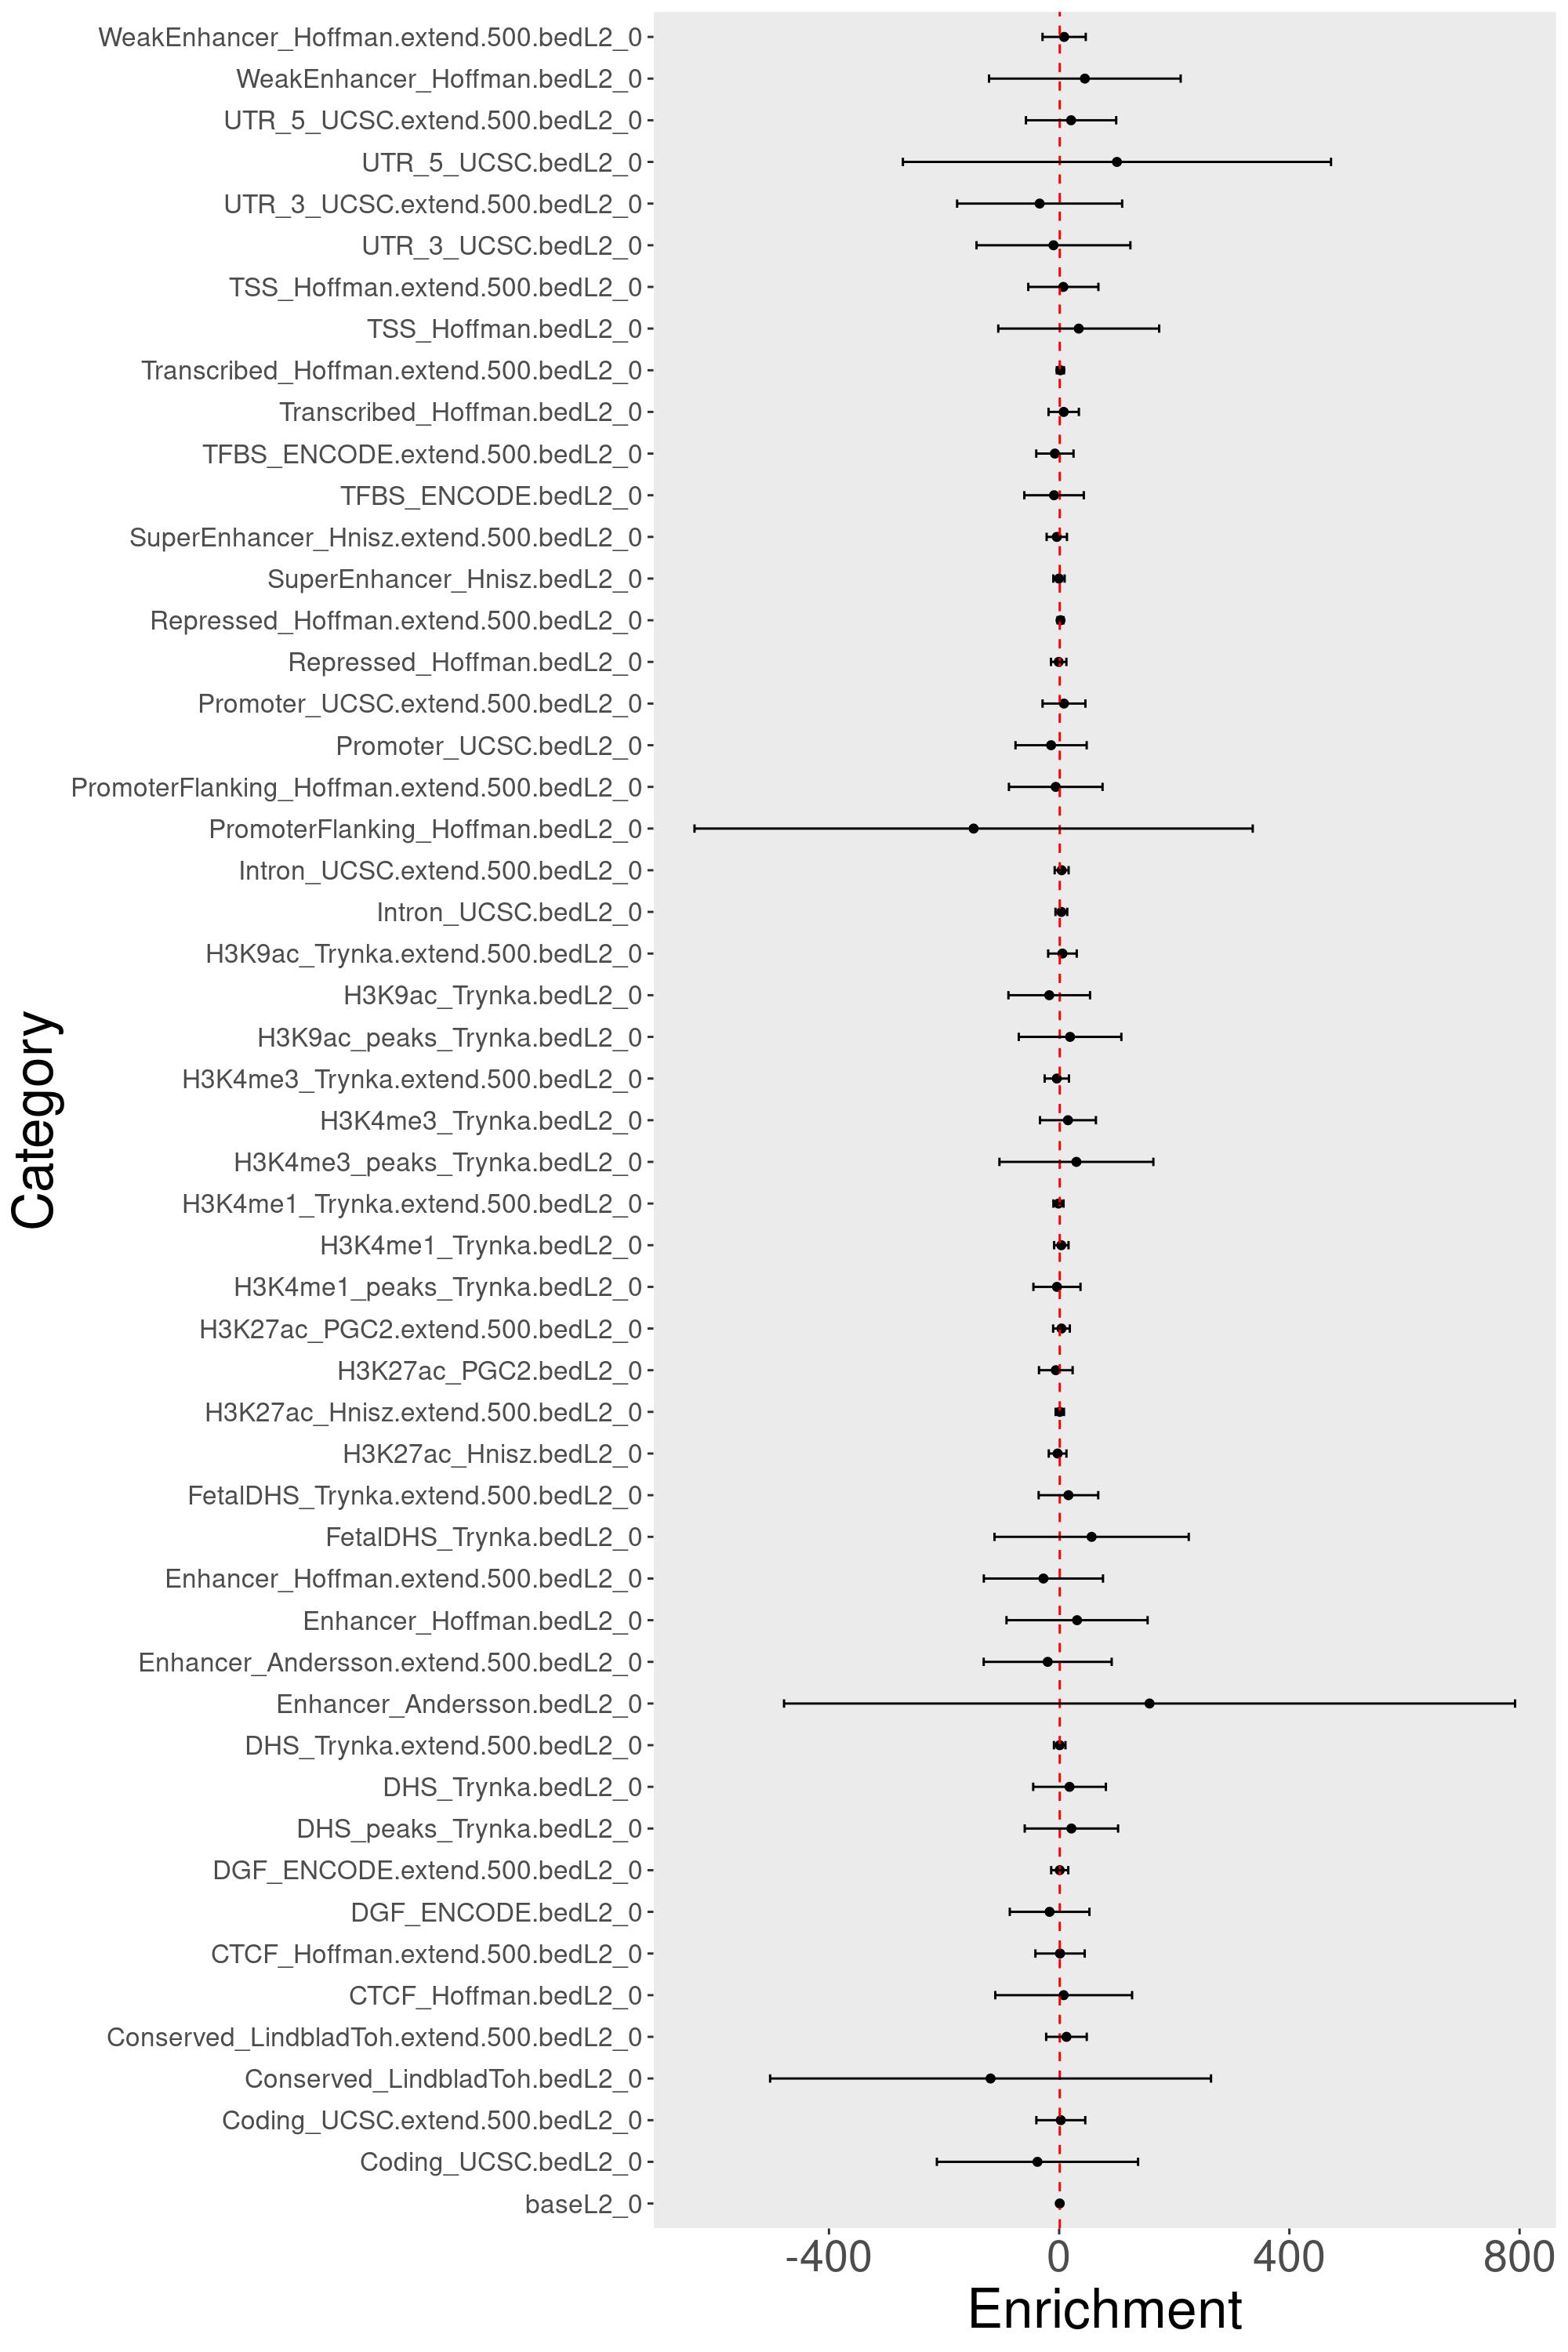 WeakEnhancer_Hoffman.extend.500.bedL2_0
WeakEnhancer_Hoffman.bedL2_0
UTR_5_UCSC.extend.500.bedL2_0
UTR_5_UCSC.bedL2_0
UTR_3_UCSC.extend.500.bedL2_0
UTR_3_UCSC.bedL2_0
TSS_Hoffman.extend.500.bedL2_0
TSS_Hoffman.bedL2_0
Transcribed_Hoffman.extend.500.bedL2_0
Transcribed_Hoffman.bedL2_0
TFBS_ENCODE.extend.500.bedL2_0
TFBS_ENCODE.bedL2_0
SuperEnhancer_Hnisz.extend.500.bedL2_0
SuperEnhancer_Hnisz.bedL2_0
Repressed_Hoffman.extend.500.bedL2_0
Repressed_Hoffman.bedL2_0
Promoter_UCSC.extend.500.bedL2_0
Promoter_UCSC.bedL2_0
PromoterFlanking_Hoffman.extend.500.bedL2_0
PromoterFlanking_Hoffman.bedL2_0
Intron_UCSC.extend.500.bedL2_0
Intron_UCSC.bedL2_0
H3K9ac_Trynka.extend.500.bedL2_0
H3K9ac_Trynka.bedL2_0
H3K9ac_peaks_Trynka.bedL2_0
H3K4me3_Trynka.extend.500.bedL2_0
H3K4me3_Trynka.bedL2_0
H3K4me3_peaks_Trynka.bedL2_0
H3K4me1_Trynka.extend.500.bedL2_0
H3K4me1_Trynka.bedL2_0
H3K4me1_peaks_Trynka.bedL2_0
H3K27ac_PGC2.extend.500.bedL2_0
H3K27ac_PGC2.bedL2_0
H3K27ac_Hnisz.extend.500.bedL2_0
H3K27ac_Hnisz.bedL2_0
FetalDHS_Trynka.extend.500.bedL2_0
FetalDHS_Trynka.bedL2_0
Enhancer_Hoffman.extend.500.bedL2_0
Enhancer_Hoffman.bedL2_0
Enhancer_Andersson.extend.500.bedL2_0
Enhancer_Andersson.bedL2_0
DHS_Trynka.extend.500.bedL2_0
DHS_Trynka.bedL2_0
DHS_peaks_Trynka.bedL2_0
DGF_ENCODE.extend.500.bedL2_0
DGF_ENCODE.bedL2_0
CTCF_Hoffman.extend.500.bedL2_0
CTCF_Hoffman.bedL2_0
Conserved_LindbladToh.extend.500.bedL2_0
Conserved_LindbladToh.bedL2_0
Coding_UCSC.extend.500.bedL2_0
Coding_UCSC.bedL2_0
baseL2_0
Category
-400 0 400 800
Enrichment